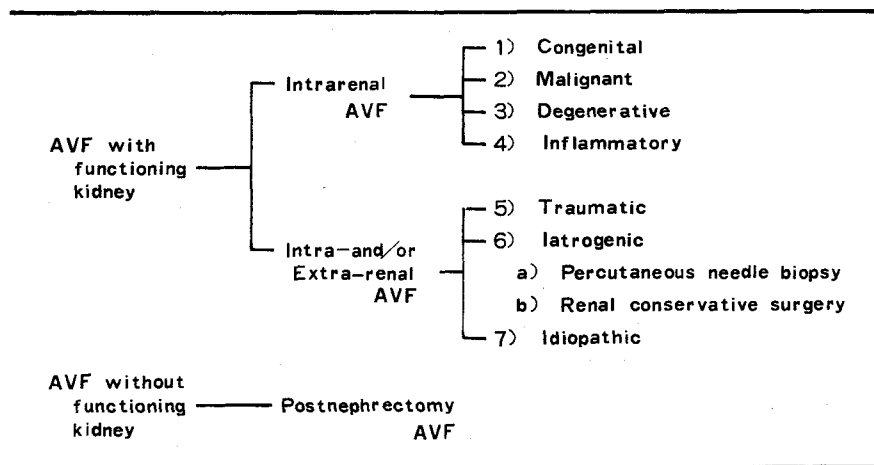 1) Congenital
Intrarenal
2) Malignant
AVF
3) Degenerative
4) Inflammatory
AVF with
functioning
kidney
5) Traumatic
6) Iatrogenic
Intra-and/or
Extra-renal
a) Percutaneous needle biopsy
AVF
b) Renal conservative surgery
7) Idiopathic
AVF without
functioning
Postnephrectomy
kidney
AVF